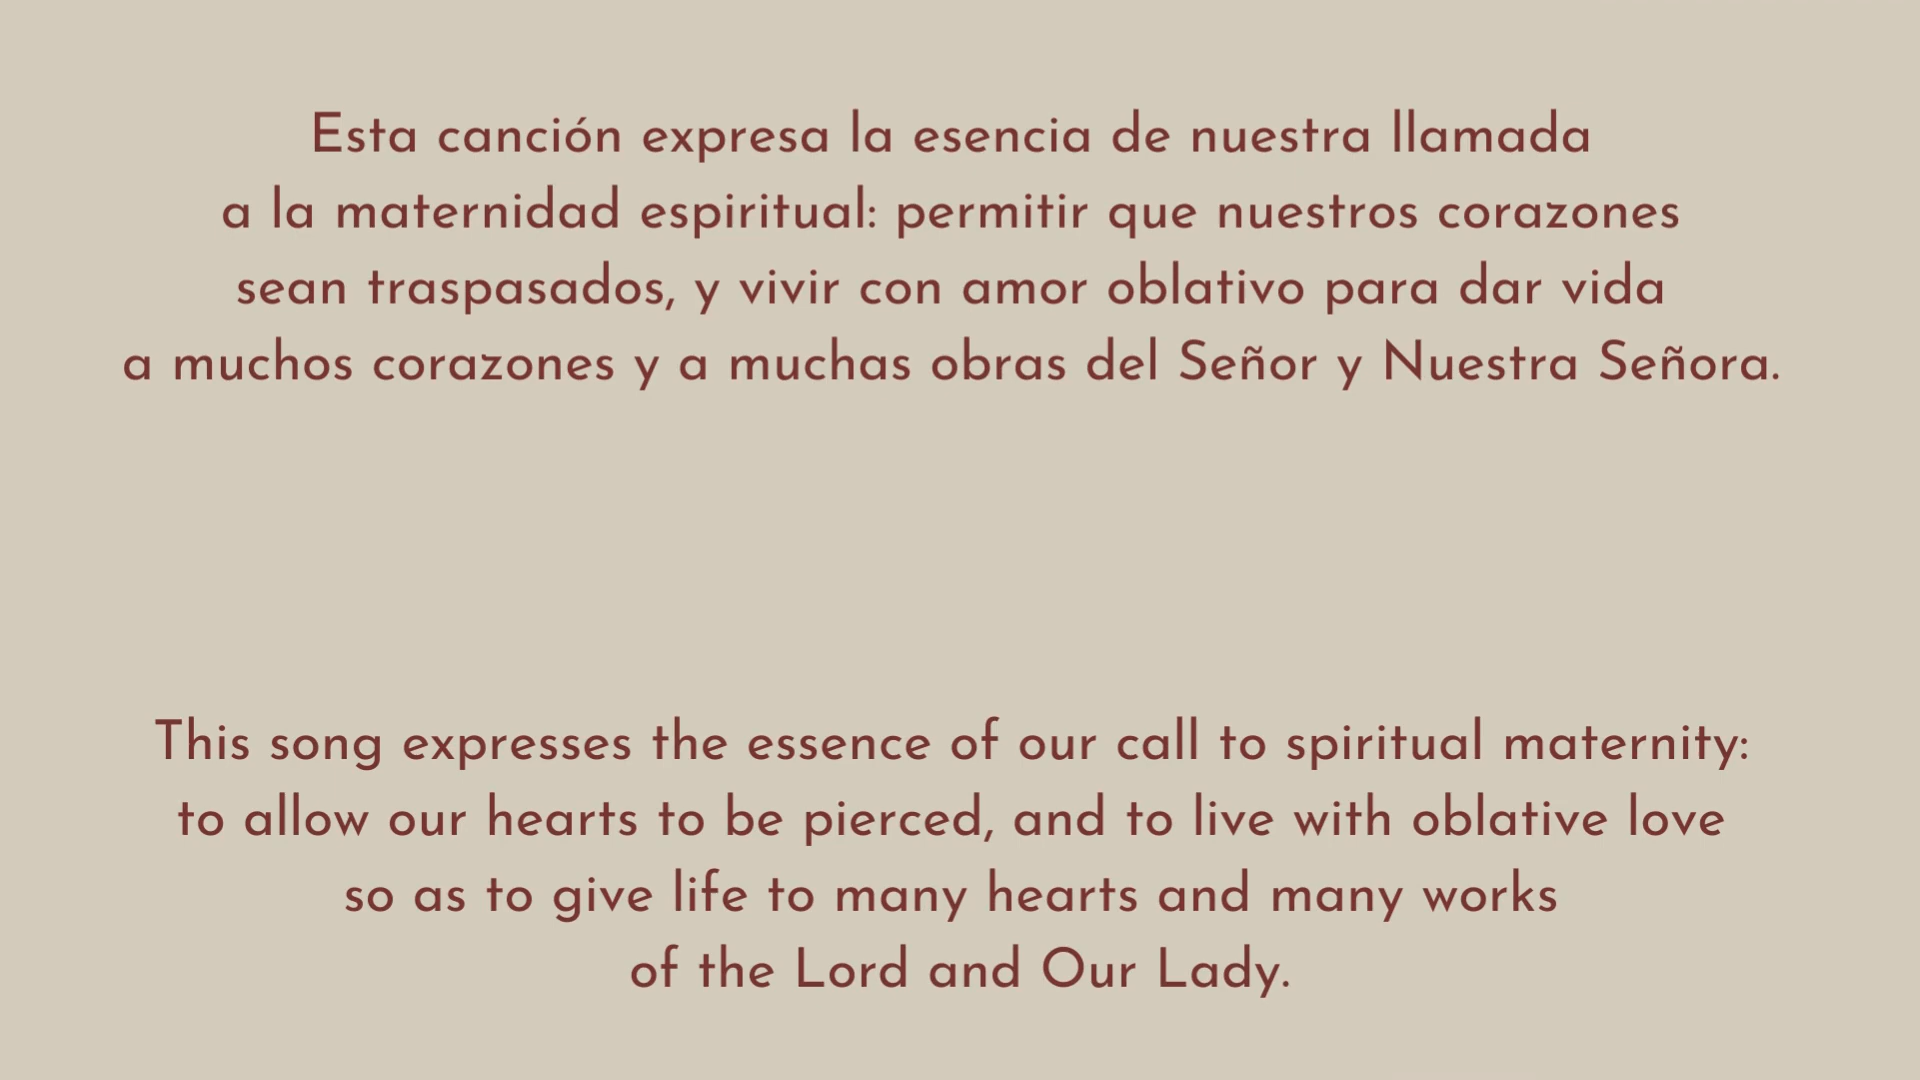 Esta canción expresa la esencia de nuestra llamada
a la maternidad espiritual: permitir que nuestros corazones
sean traspasados, y vivir con amor oblativo para dar vida
a muchos corazones y a muchas obras del Señor y Nuestra Señora.
This song expresses the essence of our call to spiritual maternity:
to allow our hearts to be pierced, and to live with oblative love
so as to give life to many hearts and many works
of the Lord and Our Lady.